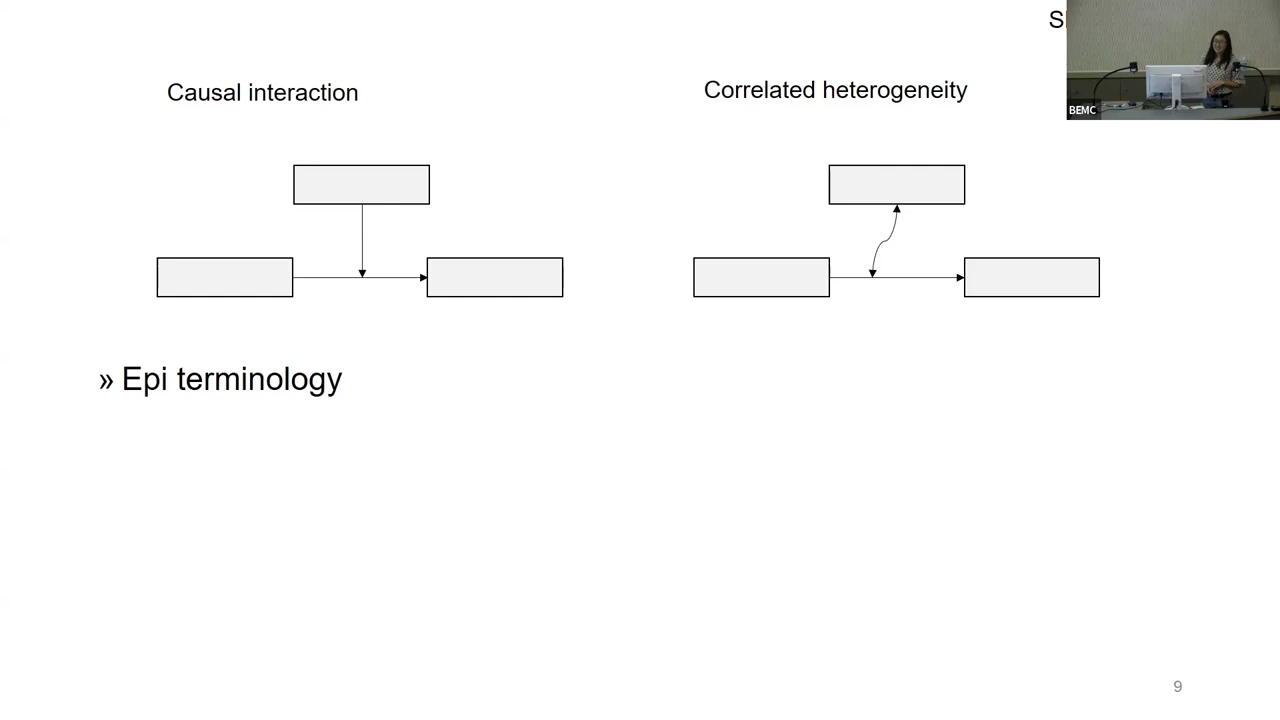 Causal interaction
Correlated heterogeneity
BEMC
» Epi terminology
9